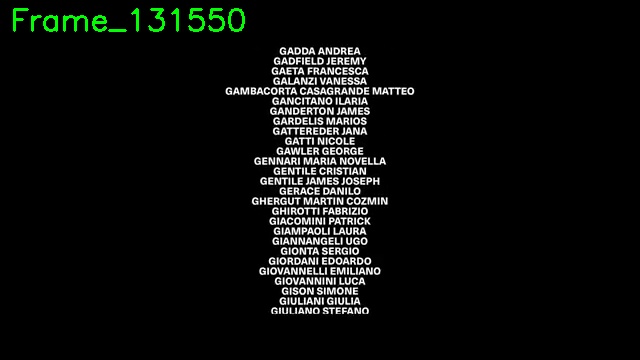 Frame_131550
GADDA ANDREA
GADFIELD JEREMY
GAETA FRANCESCA
GALANZI VANESSA
GAMBACORTA CASAGRANDE MATTEO
GANCITANO ILARIA
GANDERTON JAMES
GARDELIS MARIOS
GATTEREDER JANA
GATTI NICOLE
GAWLER GEORGE
GENNARI MARIA NOVELLA
GENTILE CRISTIAN
GENTILE JAMES JOSEPH
GERACE DANILO
GHERGUT MARTIN COZMIN
GHIROTTI FABRIZIO
GIACOMINI PATRICK
GIAMPAOLI LAURA
GIANNANGELI UGO
GIONTA SERGIO
GIORDANI EDOARDO
GIOVANNELLI EMILIANO
GIOVANNINI LUCA
GISON SIMONE
GIULIANI GIULIA
GIULIANO STEFANO